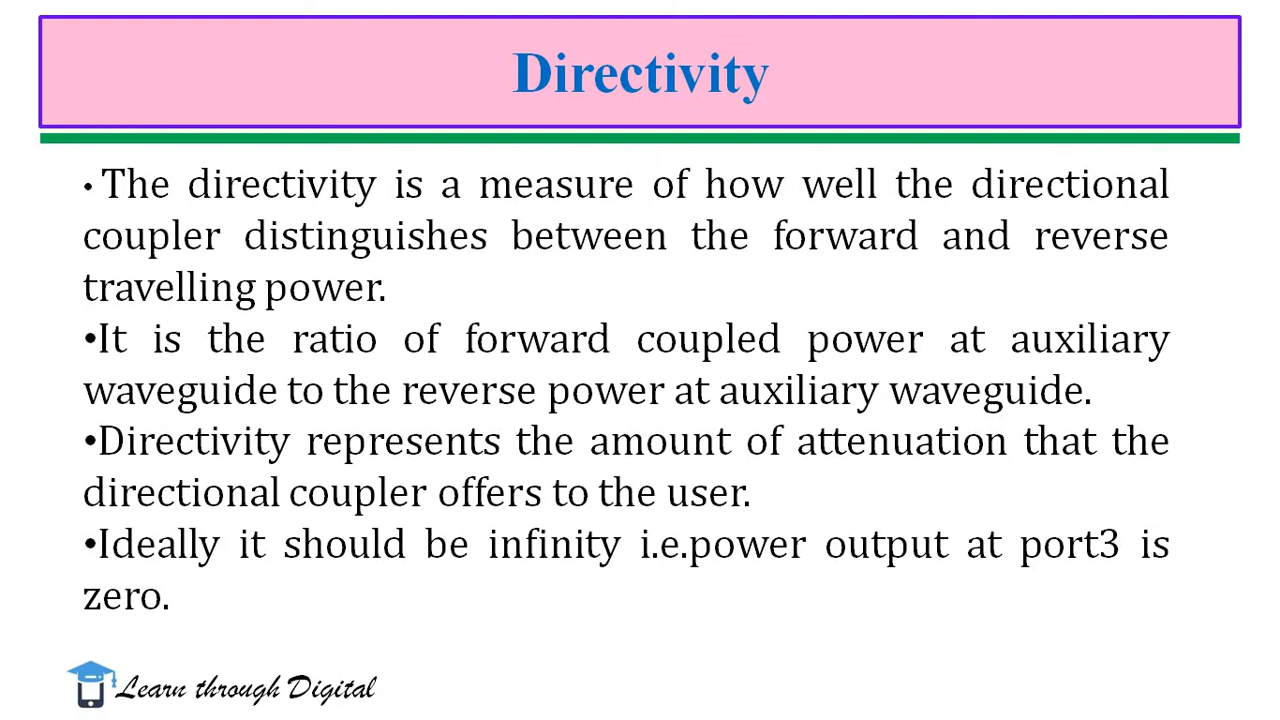 Directivity
• The directivity is a measure of how well the directional
coupler distinguishes between the forward and reverse
travelling power.
•It is the ratio of forward coupled power at auxiliary
waveguide to the reverse power at auxiliary waveguide.
•Directivity represents the amount of attenuation that the
directional coupler offers to the user.
•Ideally it should be infinity i.e.power output at port3 is
zero.
Learn through Digital